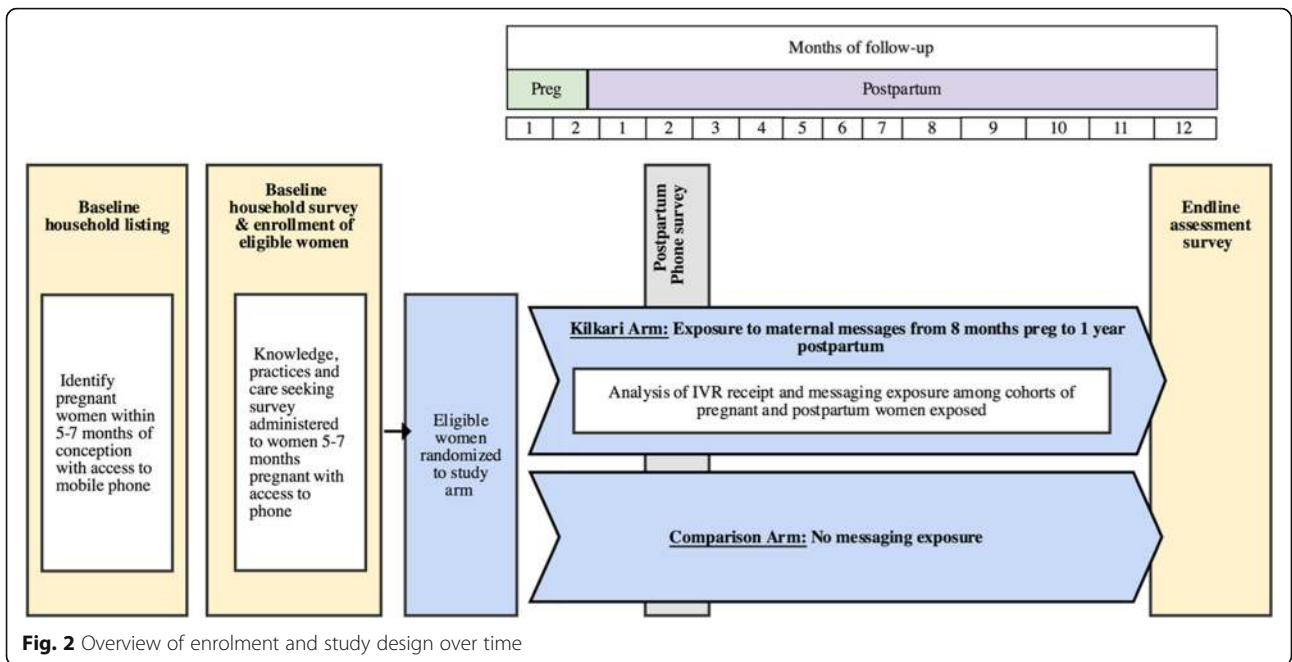 Months of follow-up
Preg Postpartum
1 2 1 2 3 4 5 6 7 8 9 10 11 12
Baseline
household listing
Identify
pregnant
women within
5-7 months of
conception
with access to
mobile phone
Baseline
household survey
& enrollment of
eligible women
Knowledge,
practices and
care seeking
survey
administered
to women 5-7
months
pregnant with
access to
phone
Eligible
women
randomized
to study
arm
Postpartum
Phone survey
Kilkari Arm: Exposure to maternal messages from 8 months preg to 1 year
postpartum
Analysis of IVR receipt and messaging exposure among cohorts of
pregnant and postpartum women exposed
Comparison Arm: No messaging exposure
Endline
assessment
survey
Fig. 2 Overview of enrolment and study design over time